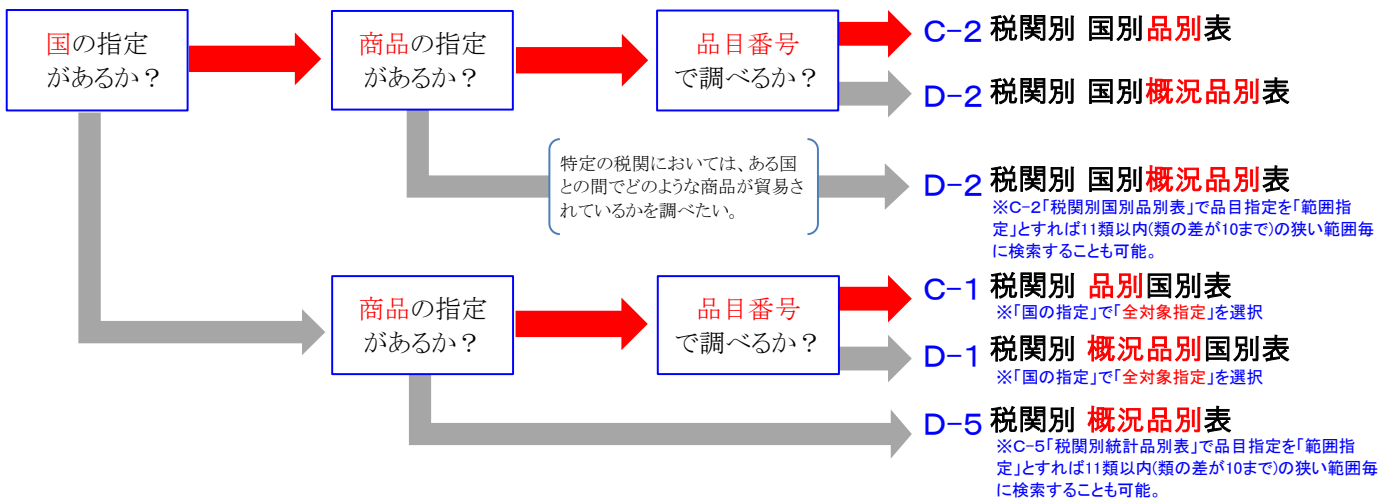 国の指定
があるか？
商品の指定
があるか？
品目番号
で調べるか？
C-2 税関別 国別品別表
D-2 税関別 国別概況品別表
特定の税関においては、ある国
との間でどのような商品が貿易さ
れているかを調べたい。
D-2 税関別 国別概況品別表
※C-2「税関別国別品別表」で品目指定を「範囲指
定」とすれば11類以内(類の差が10まで)の狭い範囲毎
に検索することも可能。
商品の指定
があるか？
品目番号
で調べるか？
C-1 税関別 品別国別表
※「国の指定」で「全対象指定」を選択
D-1 税関別 概況品別国別表
※「国の指定」で「全対象指定」を選択
D-5 税関別 概況品別表
※C-5「税関別統計品別表」で品目指定を「範囲指
定」とすれば11類以内(類の差が10まで)の狭い範囲毎
に検索することも可能。